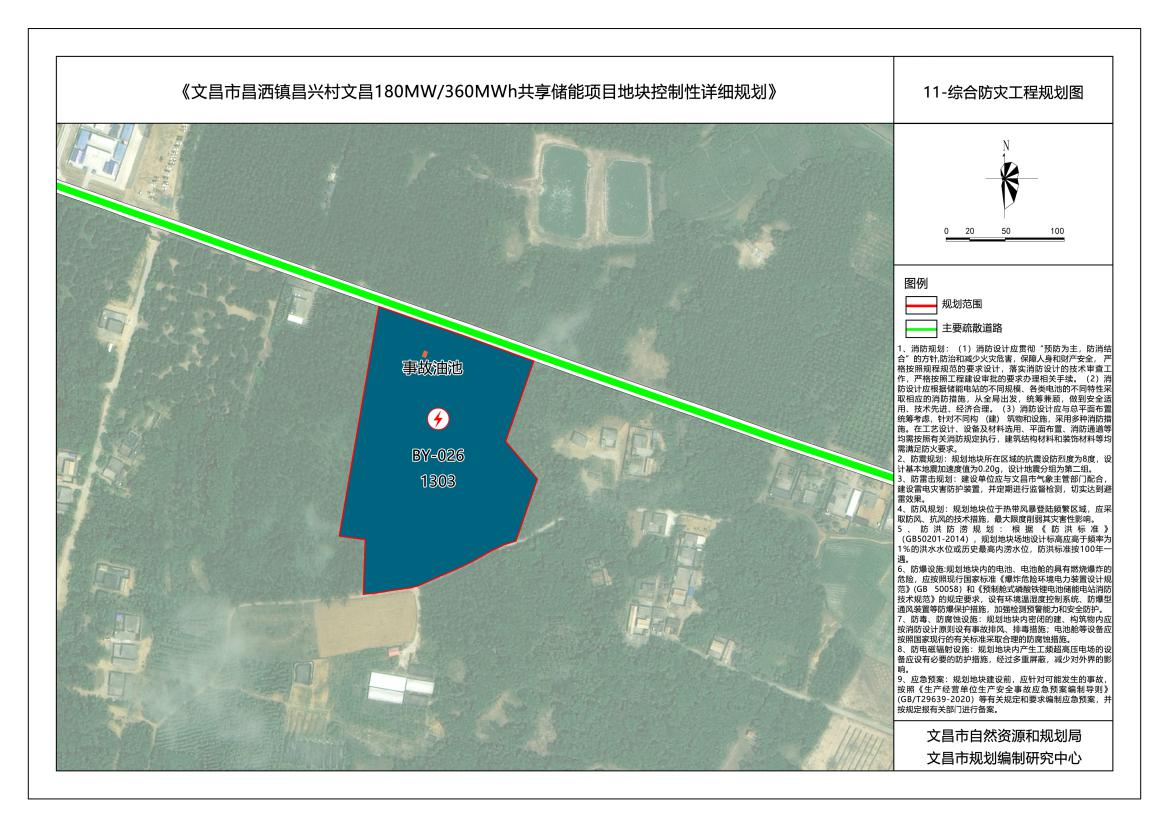 《文昌市昌洒镇昌兴村文昌180MW/360MWh共享储能项目地块控制性详细规划》
11-综合防灾工程规划图
N
0 20 50 100
图例
规划范围
主要疏散道路
事故油池
BY-026
1303
1、消防规划：（1）消防设计应贯彻“预防为主，防消结
合”的方针,防治和减少火灾危害，保障人身和财产安全，严
格按照规程规范的要求设计，落实消防设计的技术审查工
作，严格按照工程建设审批的要求办理相关手续。（2）消
防设计应根据储能电站的不同规模、各类电池的不同特性采
取相应的消防措施，从全局出发，统筹兼顾，做到安全适
用、技术先进、经济合理。（3）消防设计应与总平面布置
统筹考虑，针对不同构（建）筑物和设施，采用多种消防措
施。在工艺设计、设备及材料选用、平面布置、消防通道等
均需按照有关消防规定执行，建筑结构材料和装饰材料等均
需满足防火要求。
2、防震规划：规划地块所在区域的抗震设防烈度为8度，设
计基本地震加速度值为0.20g，设计地震分组为第二组。
3、防雷击规划：建设单位应与文昌市气象主管部门配合，
建设雷电灾害防护装置，并定期进行监督检测，切实达到避
雷效果。
4、防风规划：规划地块位于热带风暴登陆频繁区域，应采
取防风、抗风的技术措施，最大限度削弱其灾害性影响。
5、防洪防涝规划：根据《防洪标准》
（GB50201-2014），规划地块场地设计标高应高于频率为
1%的洪水水位或历史最高内涝水位，防洪标准按100年一
遇。
6、防爆设施:规划地块内的电池、电池舱的具有燃烧爆炸的
危险，应按照现行国家标准《爆炸危险环境电力装置设计规
范》(GB 50058）和《预制舱式磷酸铁锂电池储能电站消防
技术规范》的规定要求，设有环境温湿度控制系统、防爆型
通风装置等防爆保护措施，加强检测预警能力和安全防护。
7、防毒、防腐蚀设施：规划地块内密闭的建、构筑物内应
按消防设计原则设有事故排风、排毒措施；电池舱等设备应
按照国家现行的有关标准采取合理的防腐蚀措施。
8、防电磁辐射设施：规划地块内产生工频超高压电场的设
备应设有必要的防护措施，经过多重屏蔽，减少对外界的影
响。
9、应急预案：规划地块建设前，应针对可能发生的事故，
按照《生产经营单位生产安全事故应急预案编制导则》
(GB/T29639-2020）等有关规定和要求编制应急预案，并
按规定报有关部门进行备案。
文昌市自然资源和规划局
文昌市规划编制研究中心